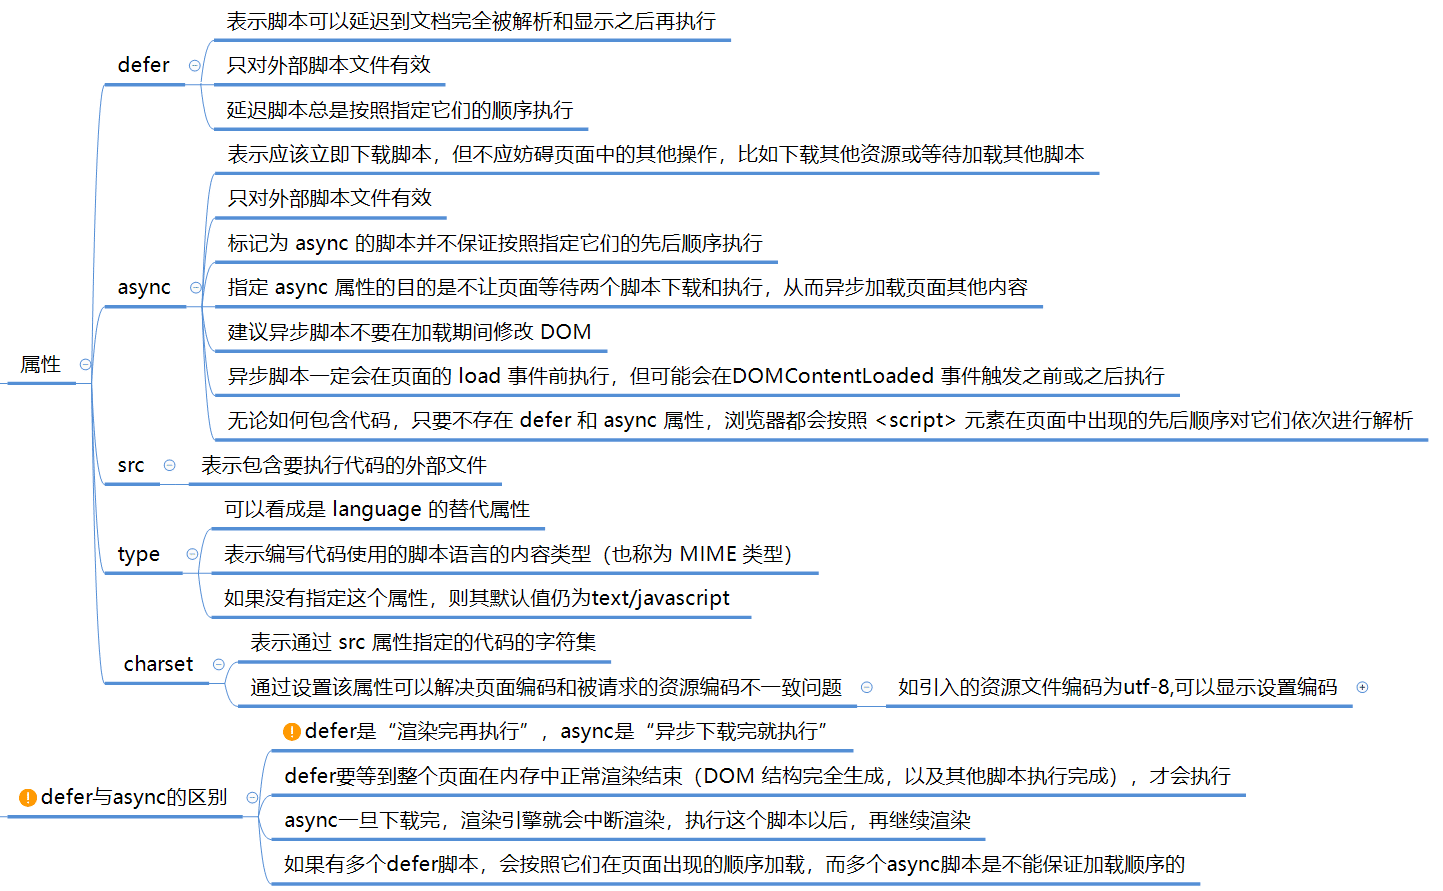 属性
defer
表示脚本可以延迟到文档完全被解析和显示之后再执行
只对外部脚本文件有效
延迟脚本总是按照指定它们的顺序执行
async
表示应该立即下载脚本，但不应妨碍页面中的其他操作，比如下载其他资源或等待加载其他脚本
只对外部脚本文件有效
标记为 async 的脚本并不保证按照指定它们的先后顺序执行
指定 async 属性的目的是不让页面等待两个脚本下载和执行，从而异步加载页面其他内容
建议异步脚本不要在加载期间修改 DOM
异步脚本一定会在页面的 load 事件前执行，但可能会在DOMContentLoaded 事件触发之前或之后执行
无论如何包含代码，只要不存在 defer 和 async 属性，浏览器都会按照 <script> 元素在页面中出现的先后顺序对它们依次进行解析
src
表示包含要执行代码的外部文件
type
可以看成是 language 的替代属性
表示编写代码使用的脚本语言的内容类型（也称为 MIME 类型）
如果没有指定这个属性，则其默认值仍为text/javascript
charset
表示通过 src 属性指定的代码的字符集
通过设置该属性可以解决页面编码和被请求的资源编码不一致问题
如引入的资源文件编码为utf-8,可以显示设置编码
defer与async的区别
defer是“渲染完再执行”，async是“异步下载完就执行”
defer要等到整个页面在内存中正常渲染结束（DOM 结构完全生成，以及其他脚本执行完成），才会执行
async一旦下载完，渲染引擎就会中断渲染，执行这个脚本以后，再继续渲染
如果有多个defer脚本，会按照它们在页面出现的顺序加载，而多个async脚本是不能保证加载顺序的